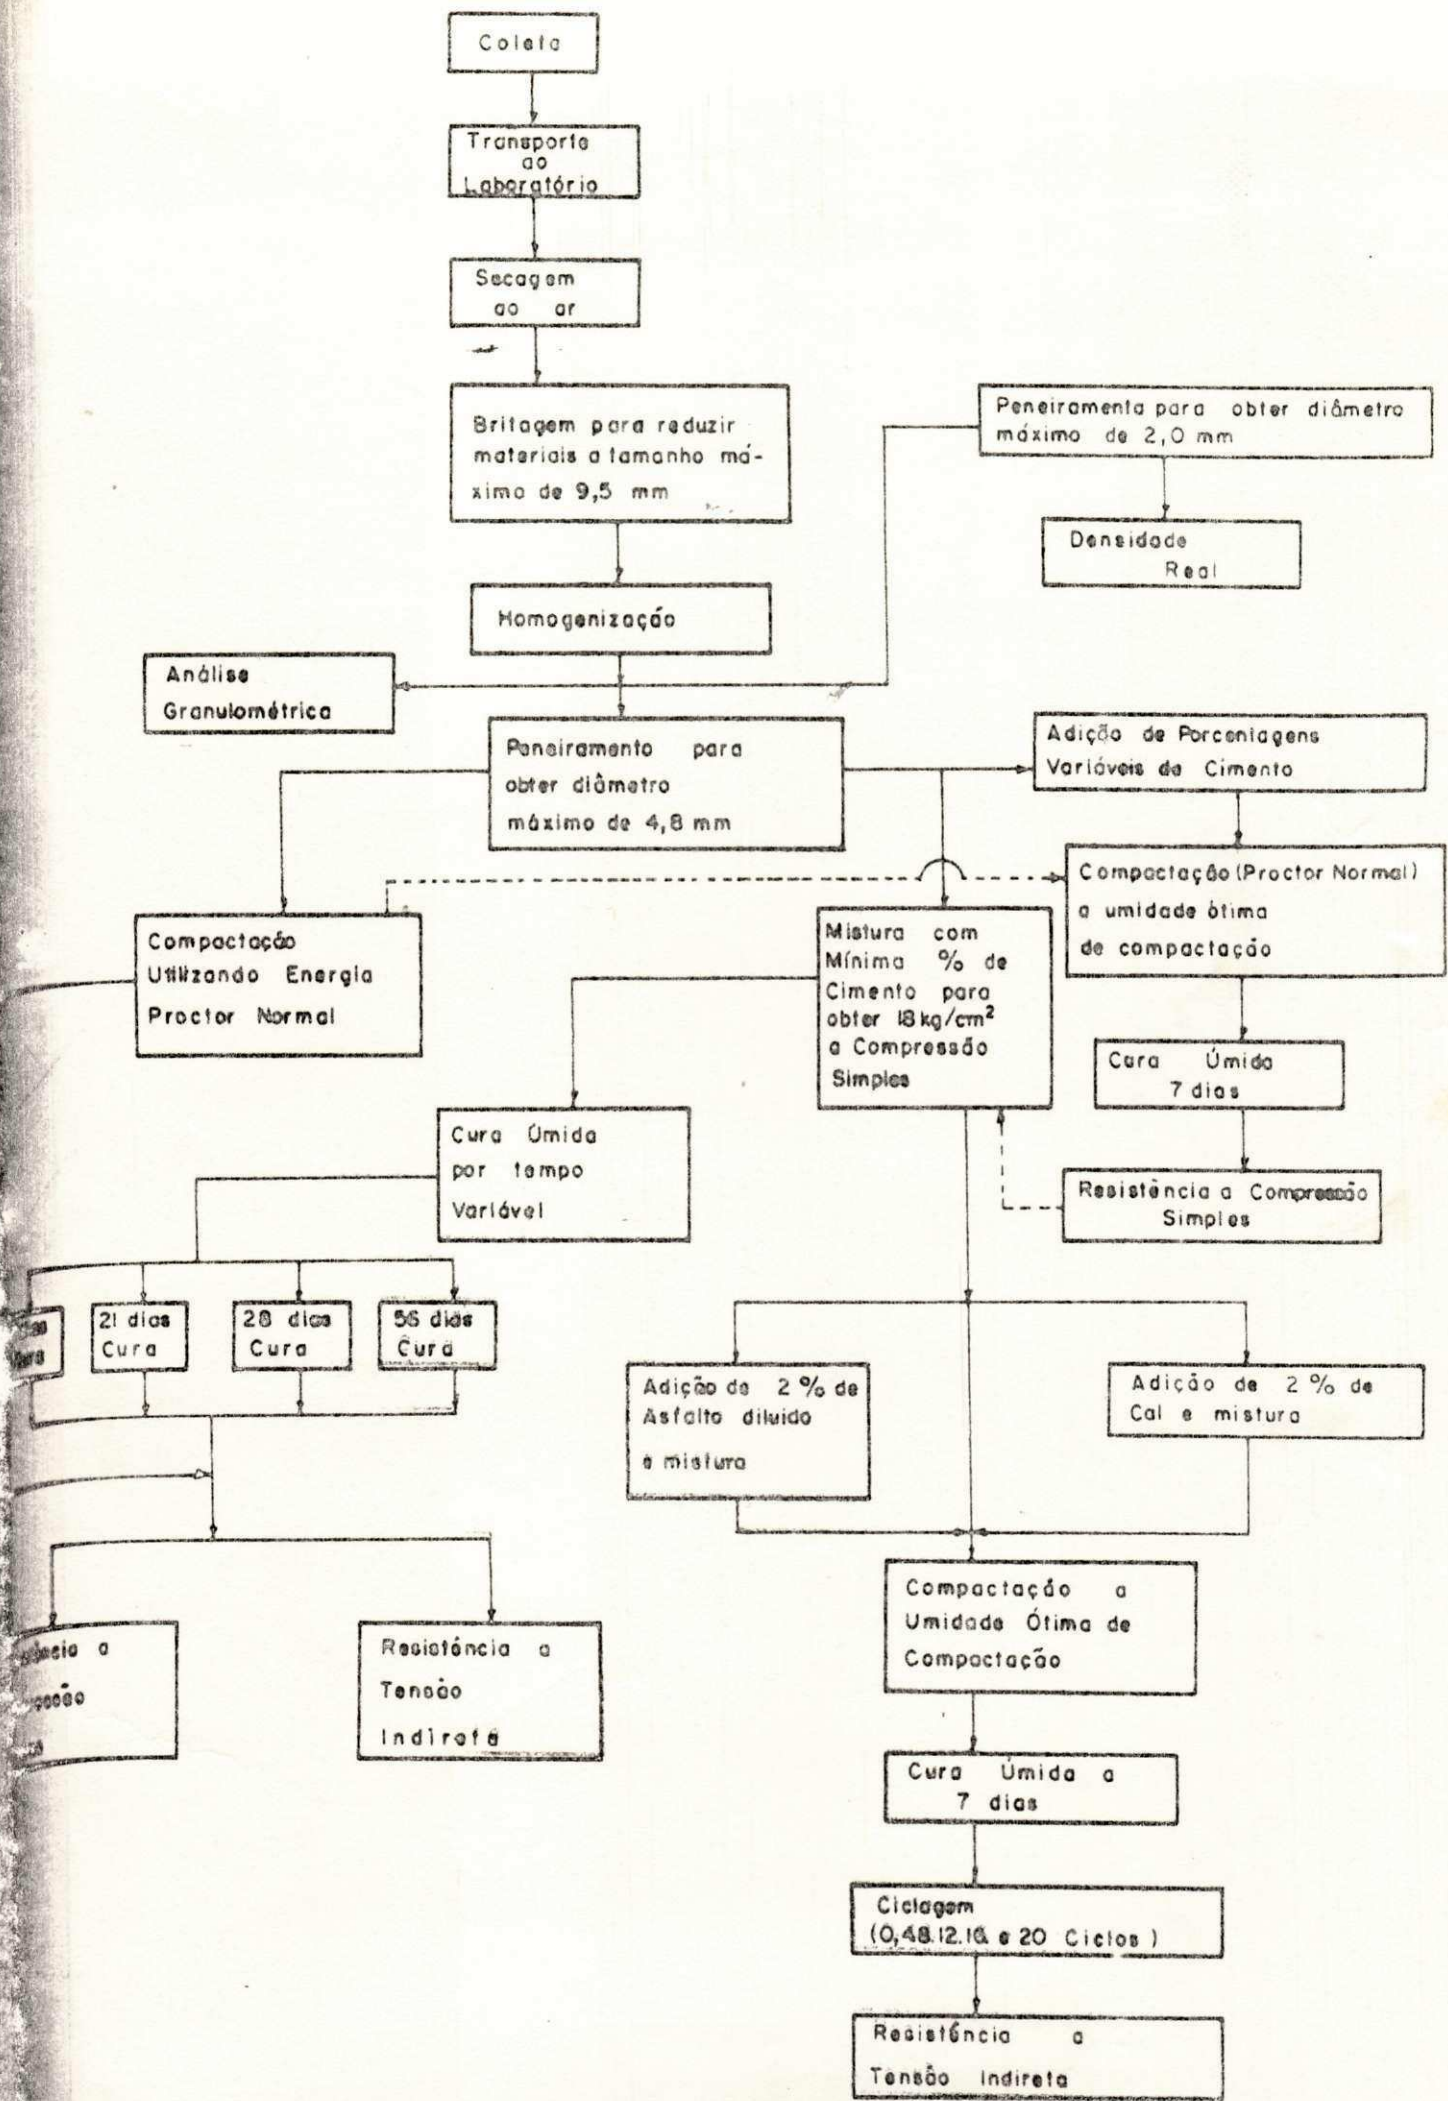 Coleta
Transporte
ao
Laboratório
Secagem
ao ar
Britagem para reduzir
materiais a tamanho má-
ximo de 9,5 mm
Peneiramento para obter diâmetro
máximo de 2,0 mm
Densidade
Real
Homogenização
Análise
Granulométrica
Peneiramento para
obter diâmetro
máximo de 4,8 mm
Adição de Porcentagens
Variáveis de Cimento
Compactação (Proctor Normal)
a umidade ótima
de compactação
Compactação
Utilizando Energia
Proctor Normal
Mistura com
Mínima % de
Cimento para
obter 18 kg/cm²
a Compressão
Simples
Cura Úmida
7 dias
Cura Úmida
por tempo
Variável
Resistência a Compressão
Simples
21 dias
Cura
28 dias
Cura
56 dias
Cura
Adição de 2 % de
Asfalto diluido
e mistura
Adição de 2 % de
Cal e mistura
Compactação a
Umidade Ótima de
Compactação
a
Resistência a
Tensão
Indireta
Cura Úmida a
7 dias
Ciclagem
(0,4.8.12.16 e 20 Ciclos )
Resistência a
Tensão Indireta